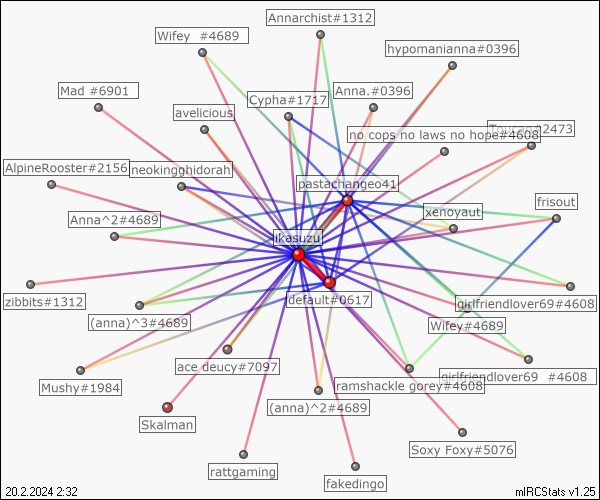 Annarchist#1312
Wifey #4689
hypomanianna#0396
Mad #6901
Cypha#1717
Anna.#0396
avelicious
no cops no laws no hope#4608
#2473
AlpineRooster#2156
neokingghidorah
pastachangeo41
frisout
Anna^2#4689
xenoyaut
ikasuzu
zibbits#1312
default#0617
girlfriendlover69#4608
(anna)^3#4689
Wifey#4689
ace deucy#7097
girlfriendlover69 #4608
Mushy#1984
ramshackle gorey#4608
(anna)^2#4689
Skalman
Soxy Foxy#5076
rattgaming
fakedingo
20.2.2024 2:32
mIRCStats v1.25